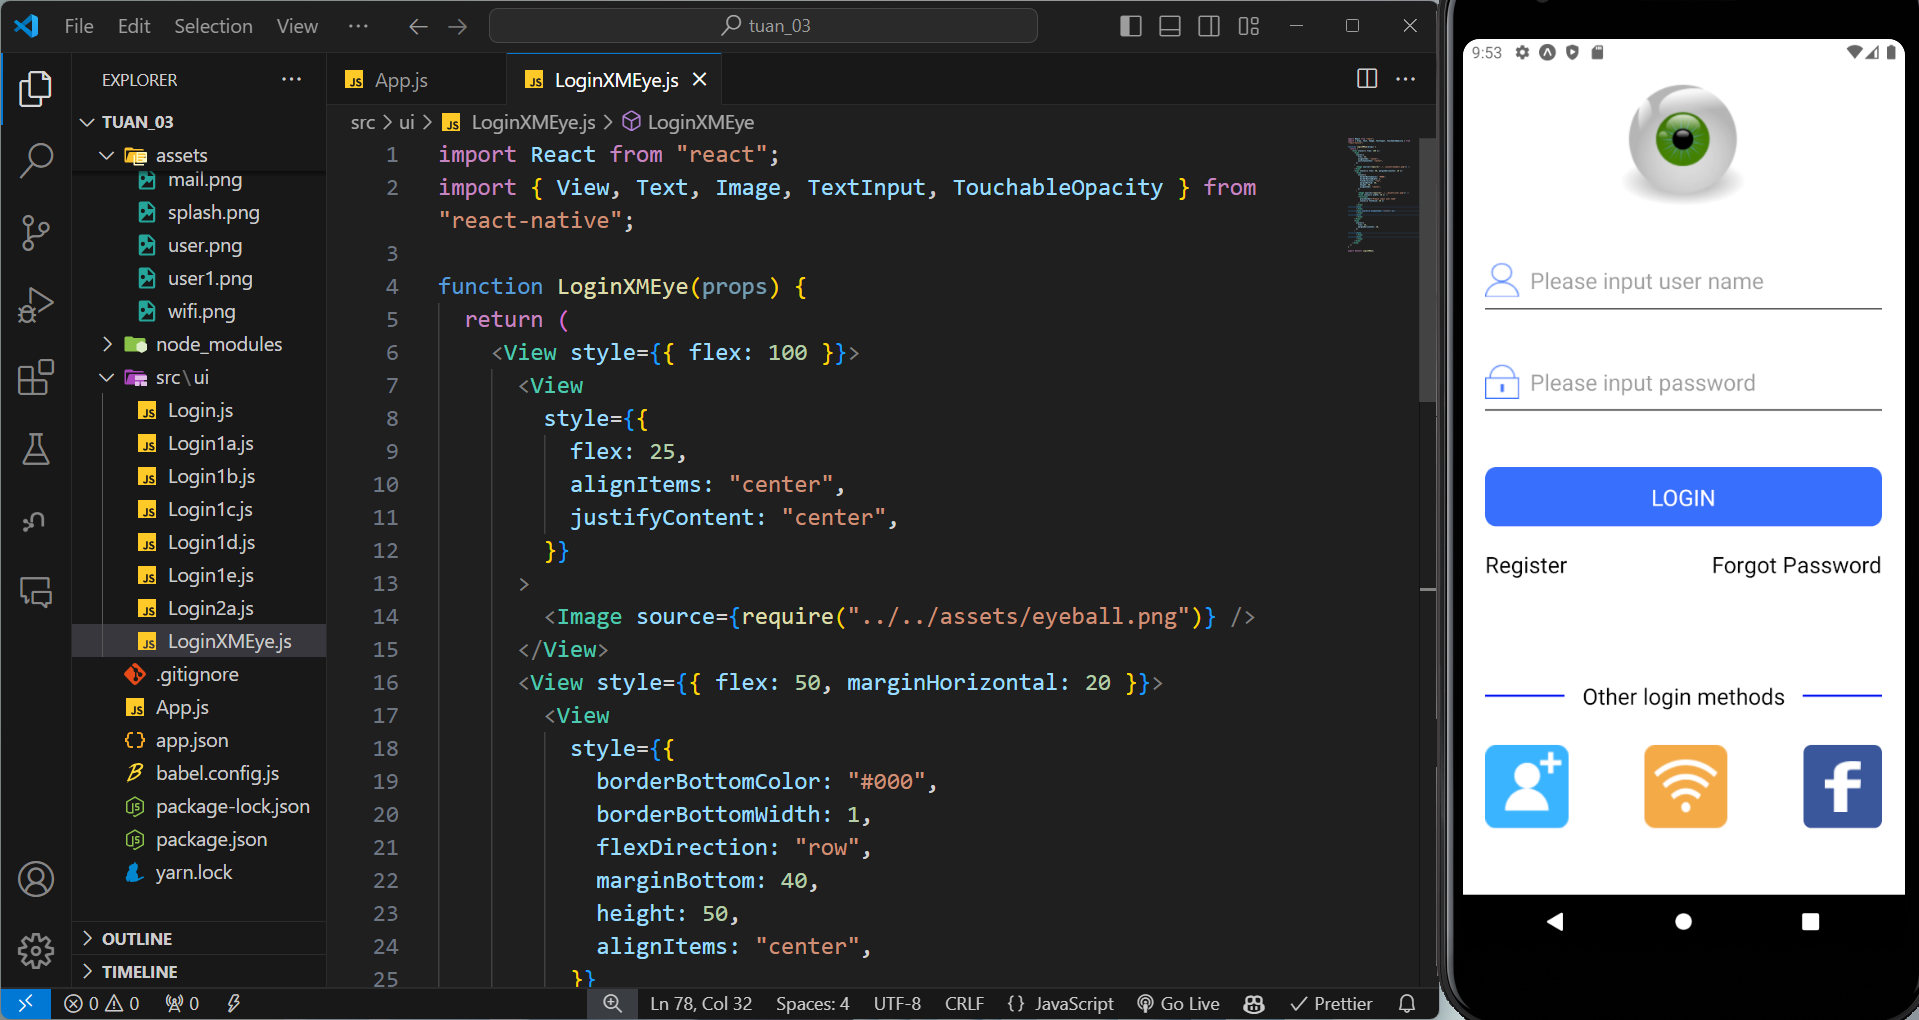 File Edit Selection View ··· tuan_03
EXPLORER ···
TUAN_03
assets
mail.png
splash.png
user.png
user1.png
wifi.png
node_modules
src\ui
Login.js
Login1a.js
Login1b.js
Login1c.js
Login1d.js
Login1e.js
Login2a.js
LoginXMEye.js
.gitignore
App.js
app.json
babel.config.js
package-lock.json
package.json
yarn.lock
OUTLINE
TIMELINE
JS App.js JS LoginXMEye.js
src > ui > JS LoginXMEye.js > LoginXMEye
1 import React from "react";
2 import { View, Text, Image, TextInput, TouchableOpacity } from
"react-native";
3
4 function LoginXMEye(props) {
5 return (
6 <View style={{ flex: 100 }}>
7 <View
8 style={{
9 flex: 25,
10 alignItems: "center",
11 justifyContent: "center",
12 }}
13 >
14 <Image source={require("../../assets/eyeball.png")} />
15 </View>
16 <View style={{ flex: 50, marginHorizontal: 20 }}>
17 <View
18 style={{
19 borderBottomColor: "#000",
20 borderBottomWidth: 1,
21 flexDirection: "row",
22 marginBottom: 40,
23 height: 50,
24 alignItems: "center",
25 }}
0 0 0 Ln 78, Col 32 Spaces: 4 UTF-8 CRLF {} JavaScript Go Live Prettier
9:53
Please input user name
Please input password
LOGIN
Register Forgot Password
Other login methods
f